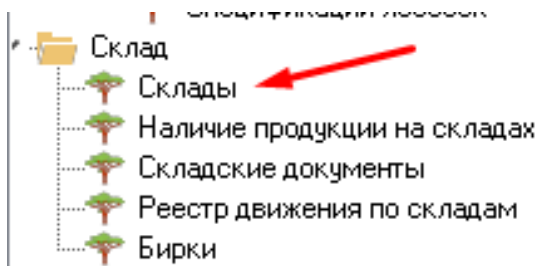 Склад
Склады
Наличие продукции на складах
Складские документы
Реестр движения по складам
Бирки